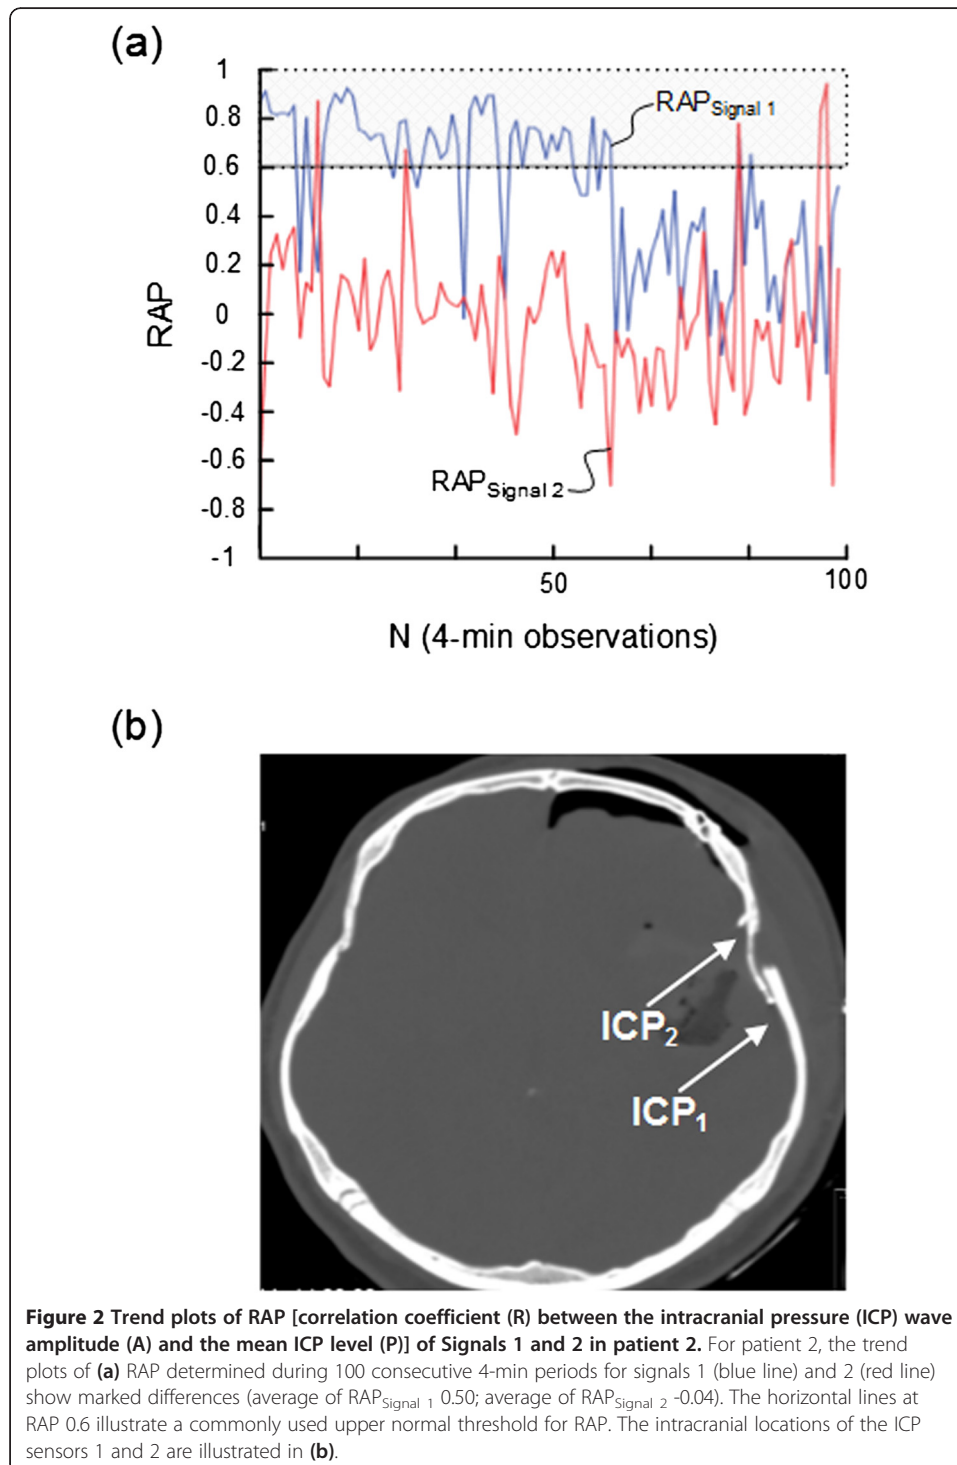 (a)
1
0.8
0.6
0.4
0.2
0
-0.2
-0.4
-0.6
-0.8
-1
RAP
RAPSignal 1
RAPSignal 2
50
100
N (4-min observations)
(b)
ICP2
ICP1
Figure 2 Trend plots of RAP [correlation coefficient (R) between the intracranial pressure (ICP) wave
amplitude (A) and the mean ICP level (P)] of Signals 1 and 2 in patient 2. For patient 2, the trend
plots of (a) RAP determined during 100 consecutive 4-min periods for signals 1 (blue line) and 2 (red line)
show marked differences (average of RAPSignal 1 0.50; average of RAPSignal 2 -0.04). The horizontal lines at
RAP 0.6 illustrate a commonly used upper normal threshold for RAP. The intracranial locations of the ICP
sensors 1 and 2 are illustrated in (b).